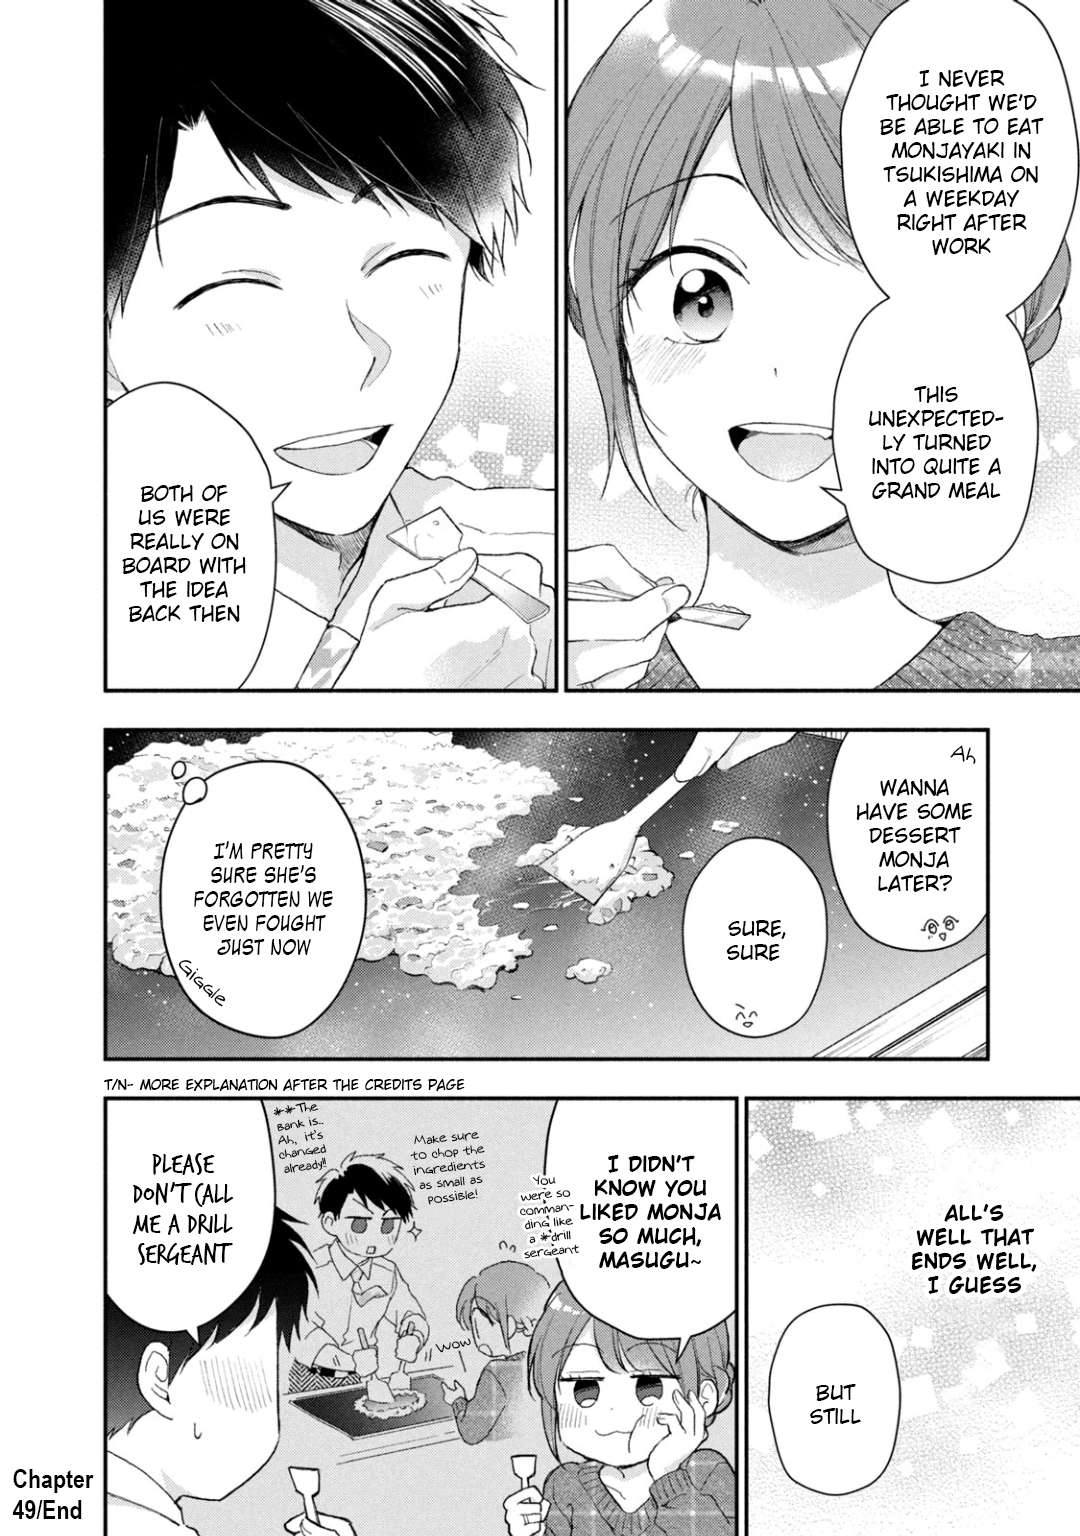 I NEVER
THOUGHT WE'D
BE ABLE TO EAT
MONJAYAKI IN
TSUKISHIMA ON
A WEEKDAY
RIGHT AFTER
WORK
THIS
UNEXPECTED-
LY TURNED
INTO QUITE A
GRAND MEAL
BOTH OF
US WERE
REALLY ON
BOARD WITH
THE IDEA
BACK THEN
Ah
WANNA
HAVE SOME
DESSERT
MONJA
LATER?
SURE,
SURE
I'M PRETTY
SURE SHE'S
FORGOTTEN WE
EVEN FOUGHT
JUST NOW
Giggle
T/N- MORE EXPLANATION AFTER THE CREDITS PAGE
ALL'S
WELL THAT
ENDS WELL,
I GUESS
BUT
STILL
I DIDN'T
KNOW YOU
LIKED MONJA
SO MUCH,
MASUGU~
You
were so
comman-
ding like
a *drill
sergeant
Make sure
to chop the
ingredients
as small as
possible!
**The
Bank is..
Ah, it's
changed
already!!
WOW
PLEASE
DON'T CALL
ME A DRILL
SERGEANT
Chapter
49/End